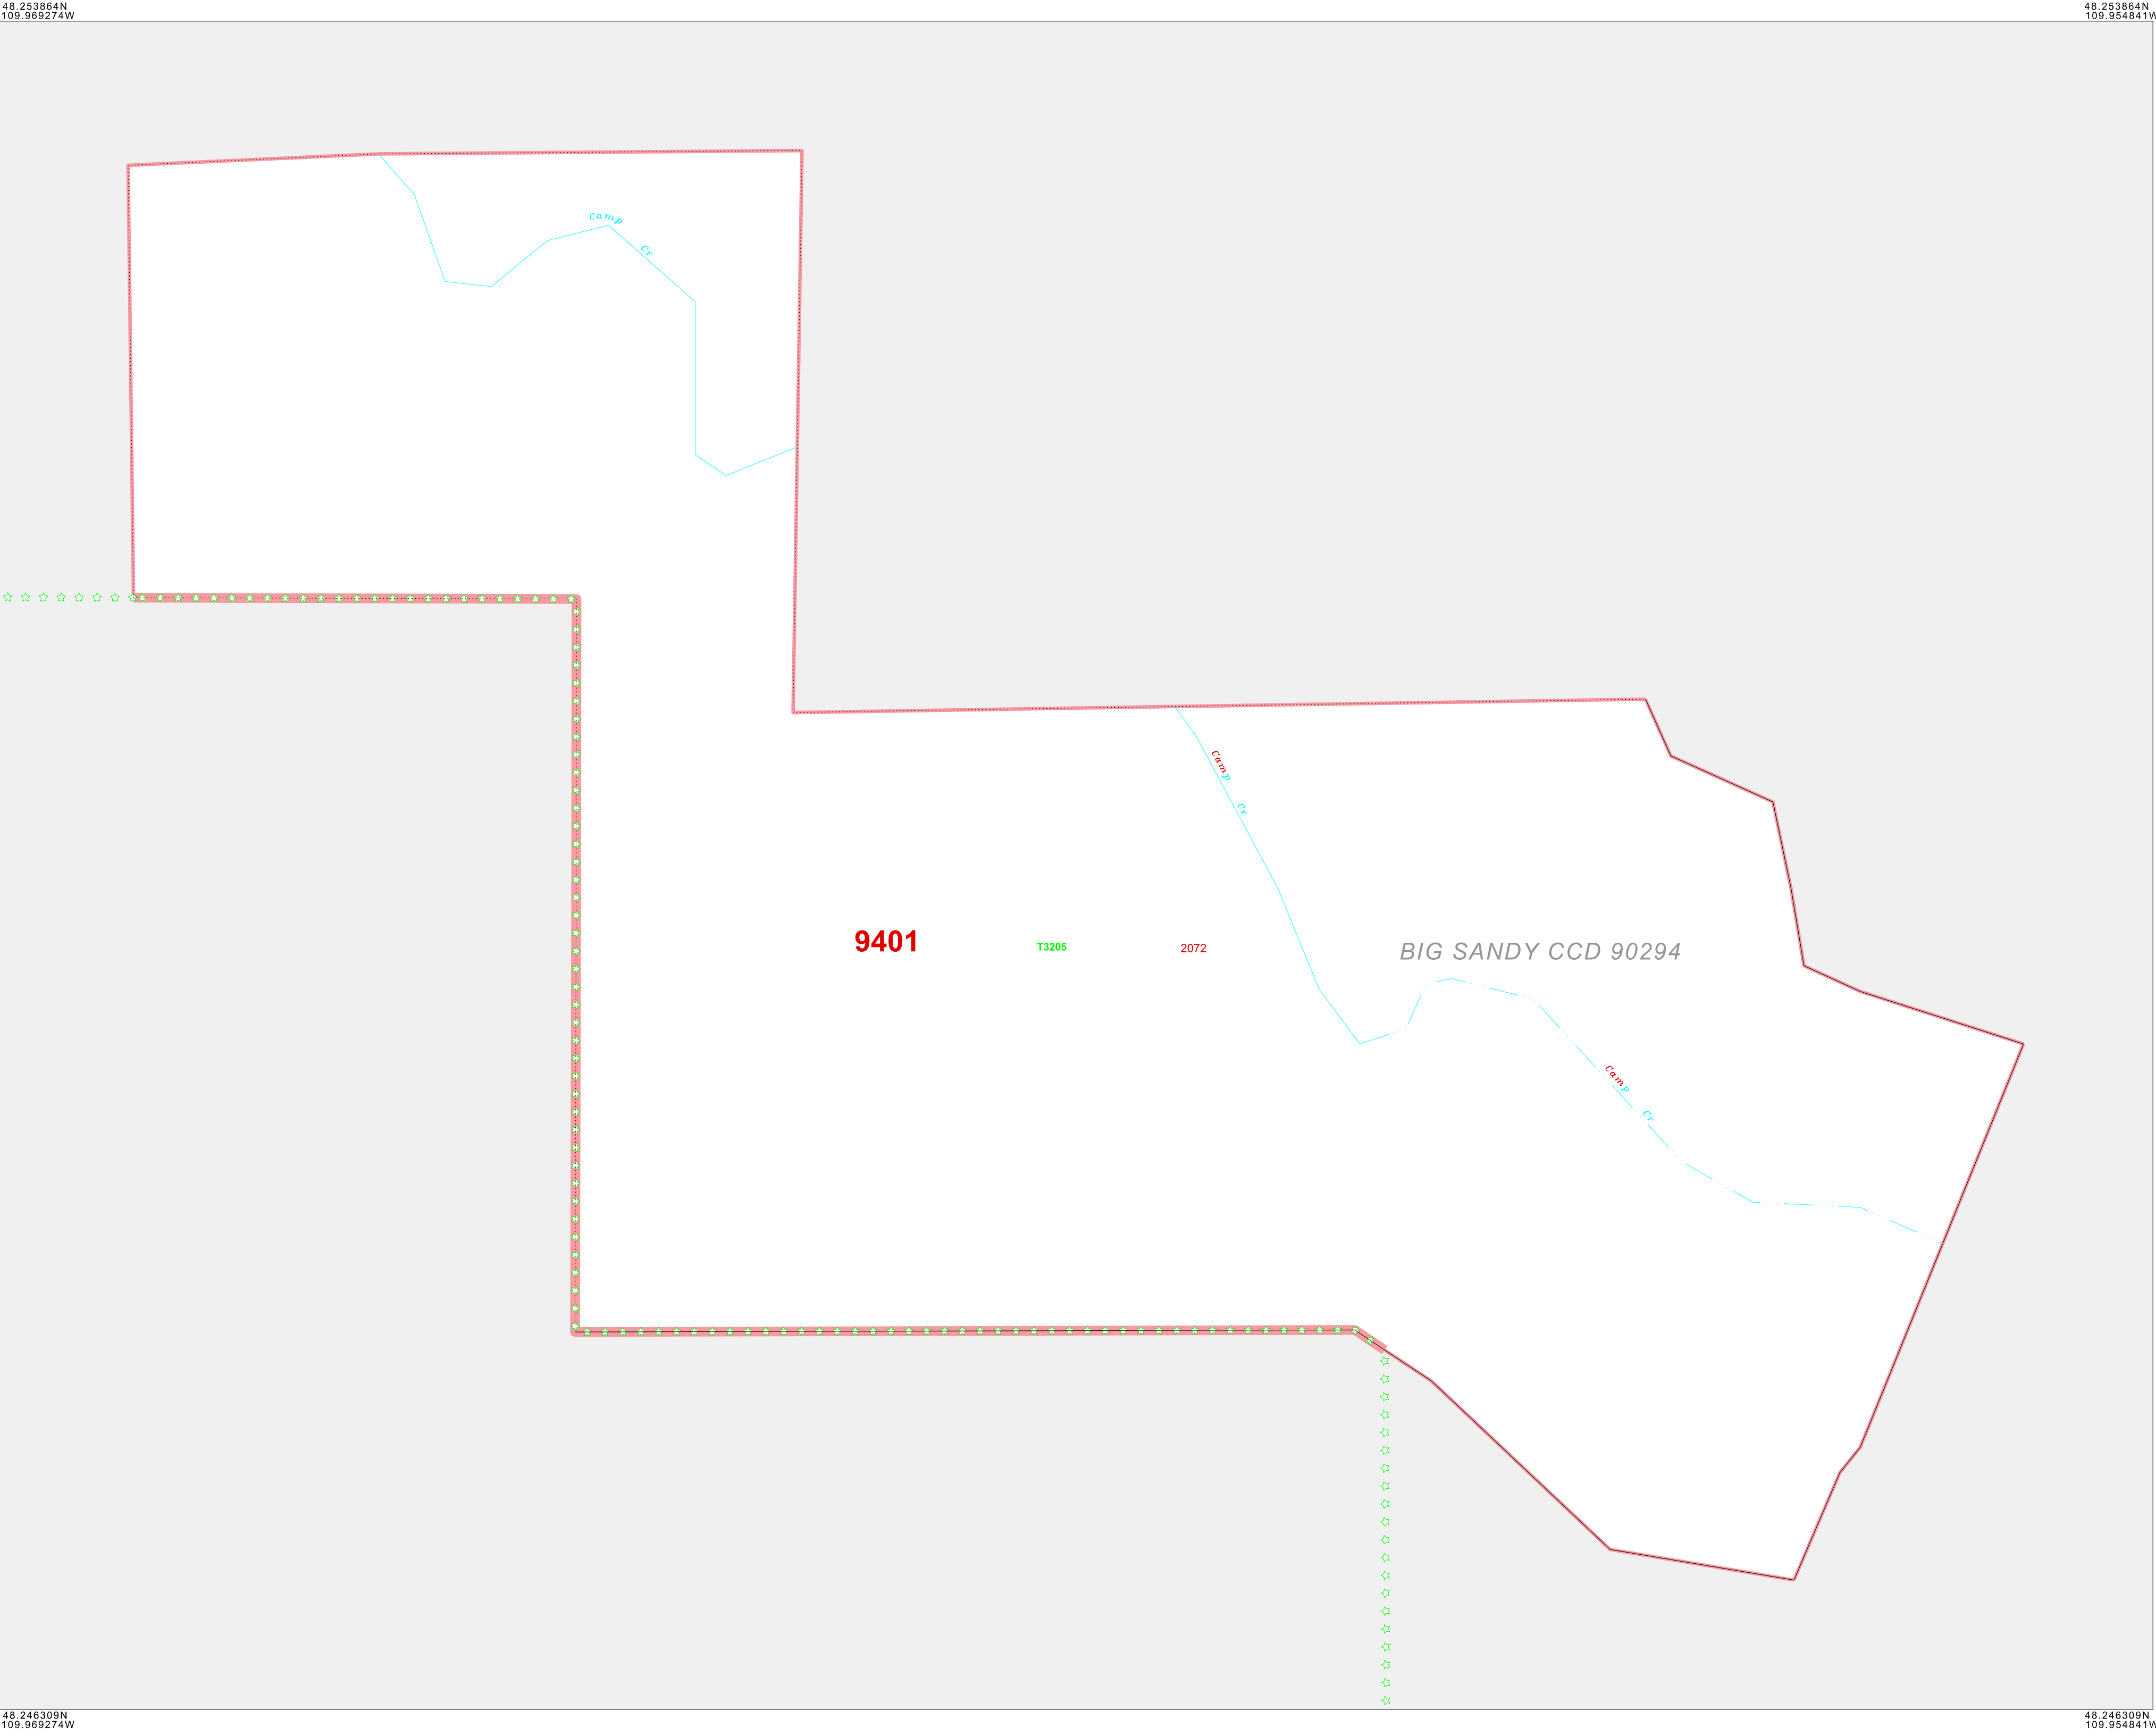 48.253864N
109.969274W
48.253864N
109.954841W
Camp Cr
Camp Cr
9401
T3205
2072
BIG SANDY CCD 90294
Camp Cr
48.246309N
109.969274W
48.246309N
109.954841W